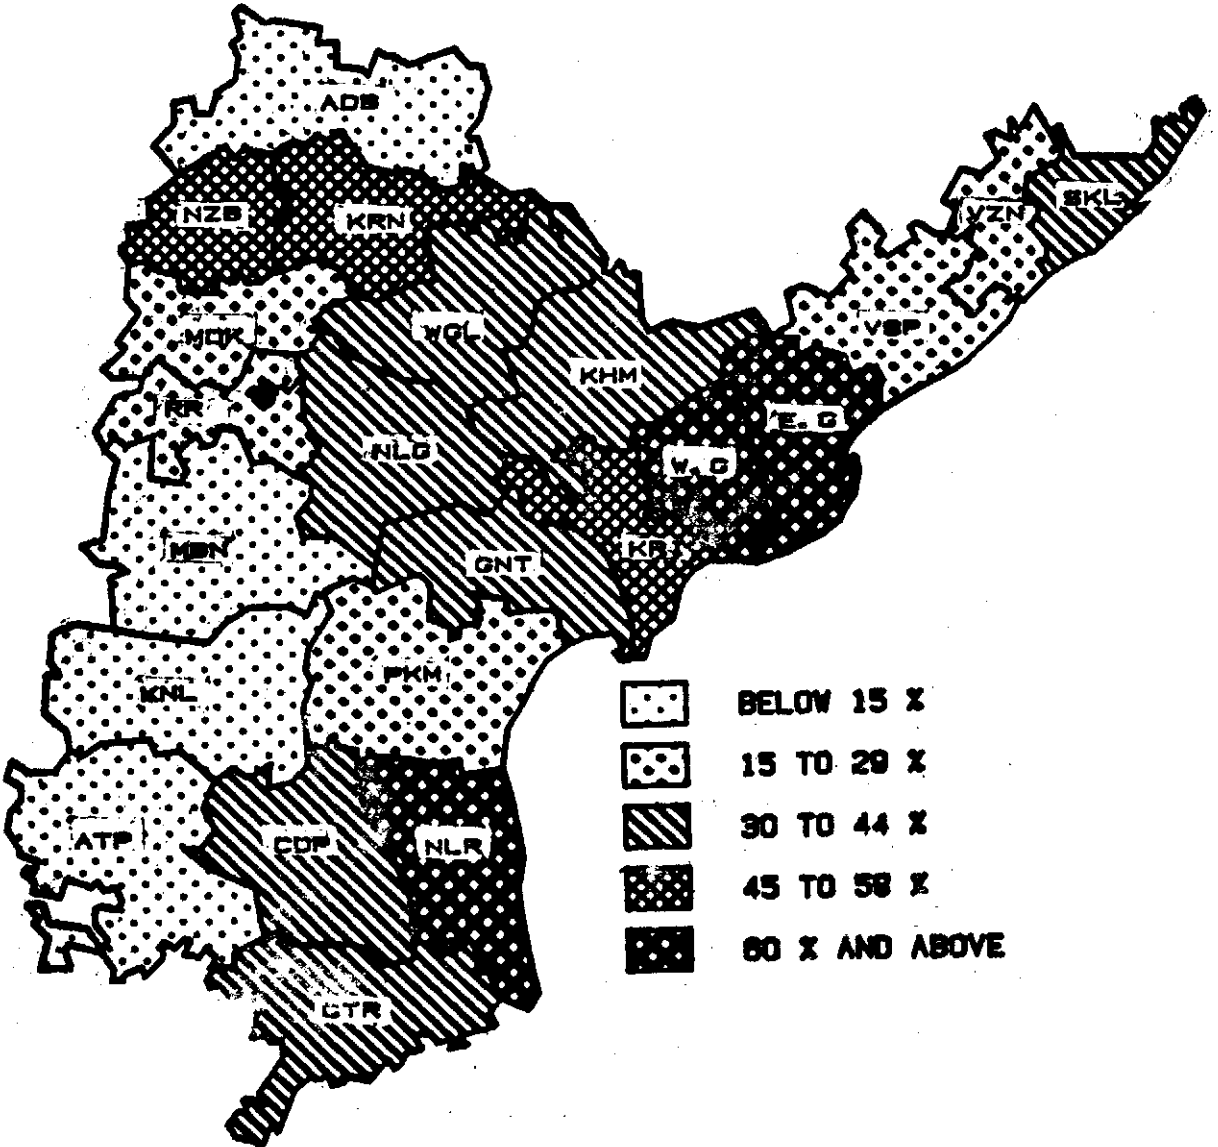 ADB
NZB
KRN
VZN
SKL
MDK
WGL
VSP
KHM
RR
E. G
NLG
W. G
MBN
GNT
KR
PKM
KNL
BELOW 15 %
15 TO 29 %
ATP
CDP
NLR
30 TO 44 %
45 TO 59 %
60 % AND ABOVE
CTR